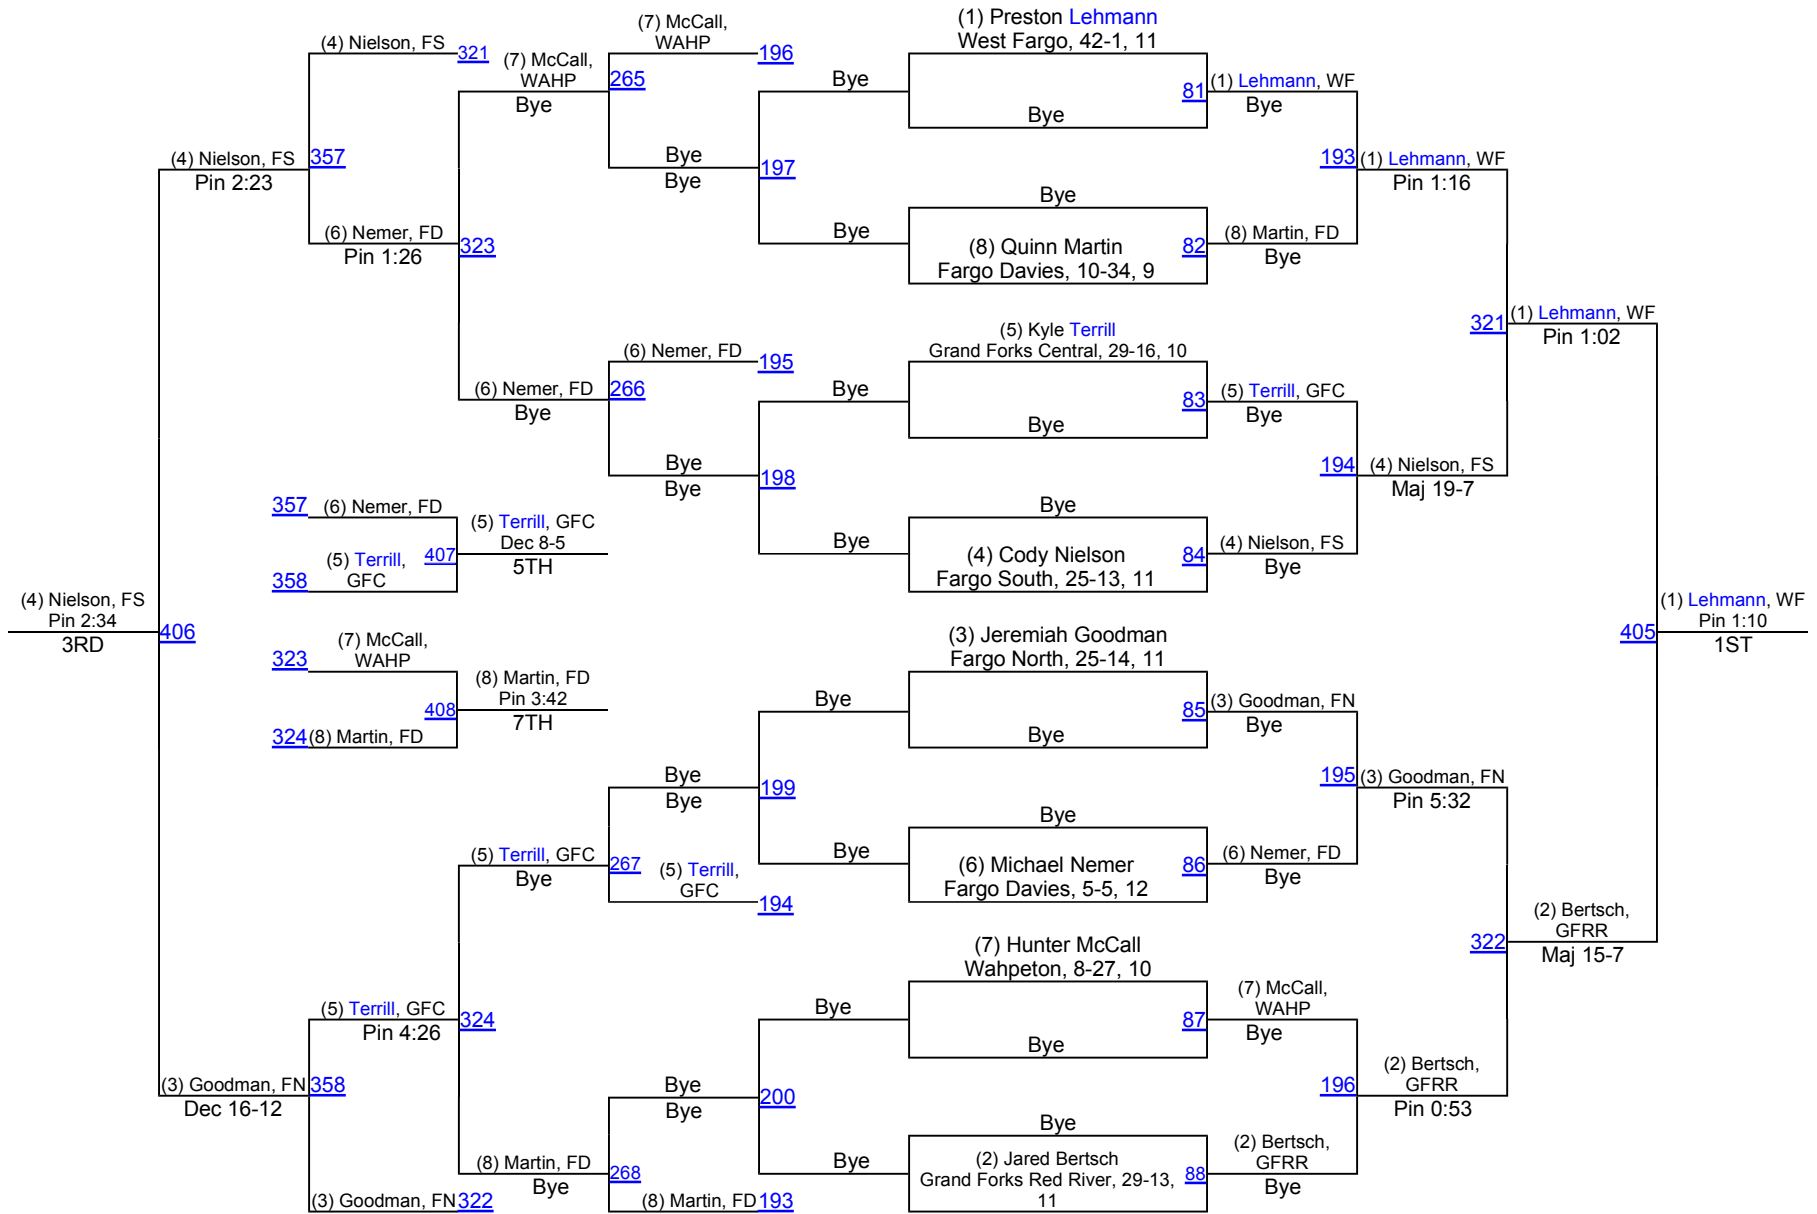 (4) Nielson, FS
321
357
(4) Nielson, FS
Pin 2:23
(6) Nemer, FD
Pin 1:26
323
(7) McCall,
WAHP
Bye
265
(7) McCall,
WAHP
196
Bye
Bye
197
Bye
Bye
(6) Nemer, FD
Bye
266
(6) Nemer, FD
195
Bye
Bye
198
Bye
Bye
357
(6) Nemer, FD
(5) Terrill,
GFC
358
407
(5) Terrill, GFC
Dec 8-5
5TH
(4) Nielson, FS
Pin 2:34
3RD
406
323
(7) McCall,
WAHP
324
(8) Martin, FD
408
(8) Martin, FD
Pin 3:42
7TH
Bye
Bye
199
Bye
Bye
(5) Terrill, GFC
Bye
267
(5) Terrill,
GFC
194
(5) Terrill, GFC
Pin 4:26
324
(3) Goodman, FN
Dec 16-12
358
Bye
Bye
200
Bye
Bye
(8) Martin, FD
Bye
268
(8) Martin, FD
193
(3) Goodman, FN
322
(1) Preston Lehmann
West Fargo, 42-1, 11
Bye
81
(1) Lehmann, WF
Bye
Bye
(8) Quinn Martin
Fargo Davies, 10-34, 9
82
(8) Martin, FD
Bye
193
(1) Lehmann, WF
Pin 1:16
(5) Kyle Terrill
Grand Forks Central, 29-16, 10
Bye
83
(5) Terrill, GFC
Bye
Bye
(4) Cody Nielson
Fargo South, 25-13, 11
84
(4) Nielson, FS
Bye
194
(4) Nielson, FS
Maj 19-7
321
(1) Lehmann, WF
Pin 1:02
(3) Jeremiah Goodman
Fargo North, 25-14, 11
Bye
85
(3) Goodman, FN
Bye
Bye
(6) Michael Nemer
Fargo Davies, 5-5, 12
86
(6) Nemer, FD
Bye
195
(3) Goodman, FN
Pin 5:32
(7) Hunter McCall
Wahpeton, 8-27, 10
Bye
87
(7) McCall,
WAHP
Bye
Bye
(2) Jared Bertsch
Grand Forks Red River, 29-13,
11
88
(2) Bertsch,
GFRR
Bye
196
(2) Bertsch,
GFRR
Pin 0:53
322
(2) Bertsch,
GFRR
Maj 15-7
405
(1) Lehmann, WF
Pin 1:10
1ST